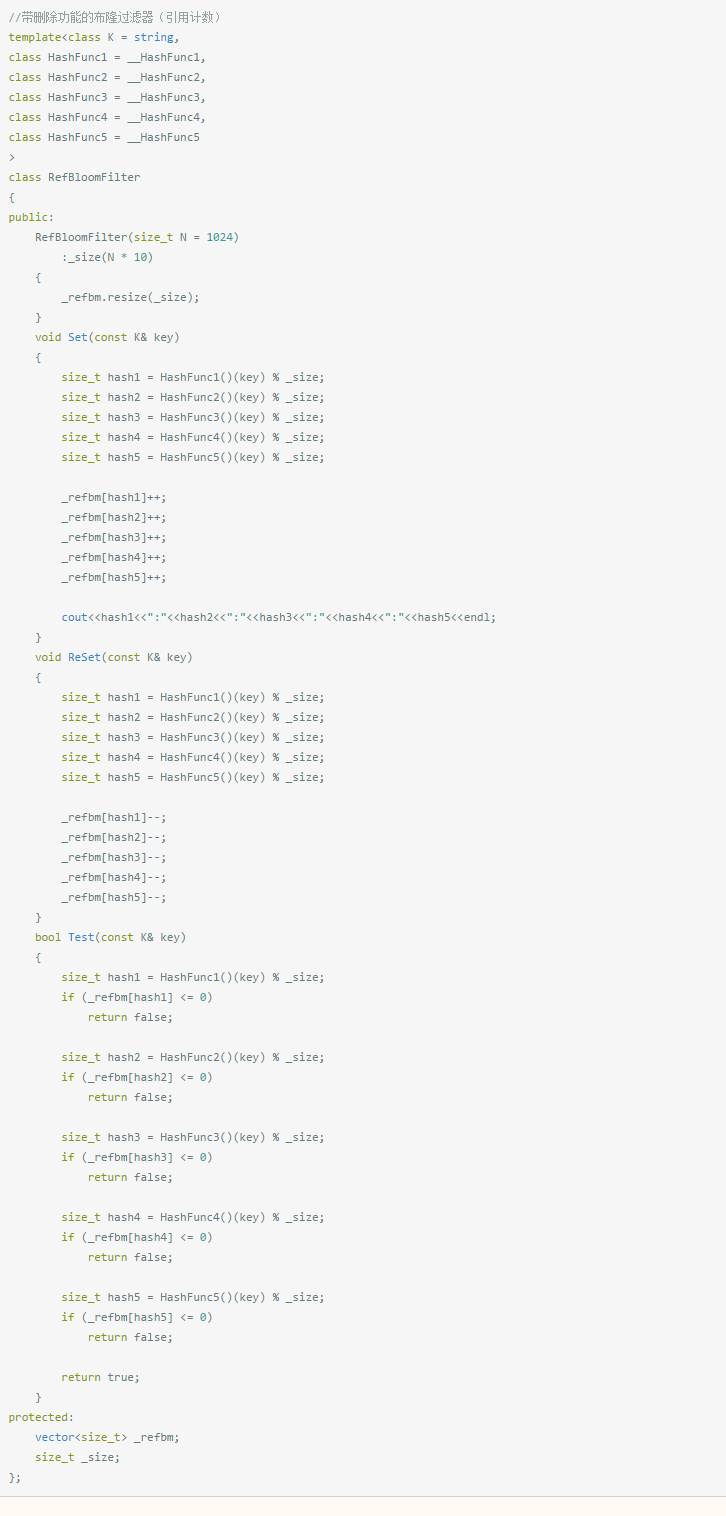 //带删除功能的布隆过滤器（引用计数）
template<class K = string,
class HashFunc1 = __HashFunc1,
class HashFunc2 = __HashFunc2,
class HashFunc3 = __HashFunc3,
class HashFunc4 = __HashFunc4,
class HashFunc5 = __HashFunc5
>
class RefBloomFilter
{
public:
    RefBloomFilter(size_t N = 1024)
        :_size(N * 10)
    {
        _refbm.resize(_size);
    }
    void Set(const K& key)
    {
        size_t hash1 = HashFunc1()(key) % _size;
        size_t hash2 = HashFunc2()(key) % _size;
        size_t hash3 = HashFunc3()(key) % _size;
        size_t hash4 = HashFunc4()(key) % _size;
        size_t hash5 = HashFunc5()(key) % _size;

        _refbm[hash1]++;
        _refbm[hash2]++;
        _refbm[hash3]++;
        _refbm[hash4]++;
        _refbm[hash5]++;

        cout<<hash1<<":"<<hash2<<":"<<hash3<<":"<<hash4<<":"<<hash5<<endl;
    }
    void ReSet(const K& key)
    {
        size_t hash1 = HashFunc1()(key) % _size;
        size_t hash2 = HashFunc2()(key) % _size;
        size_t hash3 = HashFunc3()(key) % _size;
        size_t hash4 = HashFunc4()(key) % _size;
        size_t hash5 = HashFunc5()(key) % _size;

        _refbm[hash1]--;
        _refbm[hash2]--;
        _refbm[hash3]--;
        _refbm[hash4]--;
        _refbm[hash5]--;
    }
    bool Test(const K& key)
    {
        size_t hash1 = HashFunc1()(key) % _size;
        if (_refbm[hash1] <= 0)
            return false;

        size_t hash2 = HashFunc2()(key) % _size;
        if (_refbm[hash2] <= 0)
            return false;

        size_t hash3 = HashFunc3()(key) % _size;
        if (_refbm[hash3] <= 0)
            return false;

        size_t hash4 = HashFunc4()(key) % _size;
        if (_refbm[hash4] <= 0)
            return false;

        size_t hash5 = HashFunc5()(key) % _size;
        if (_refbm[hash5] <= 0)
            return false;

        return true;
    }
protected:
    vector<size_t> _refbm;
    size_t _size;
};